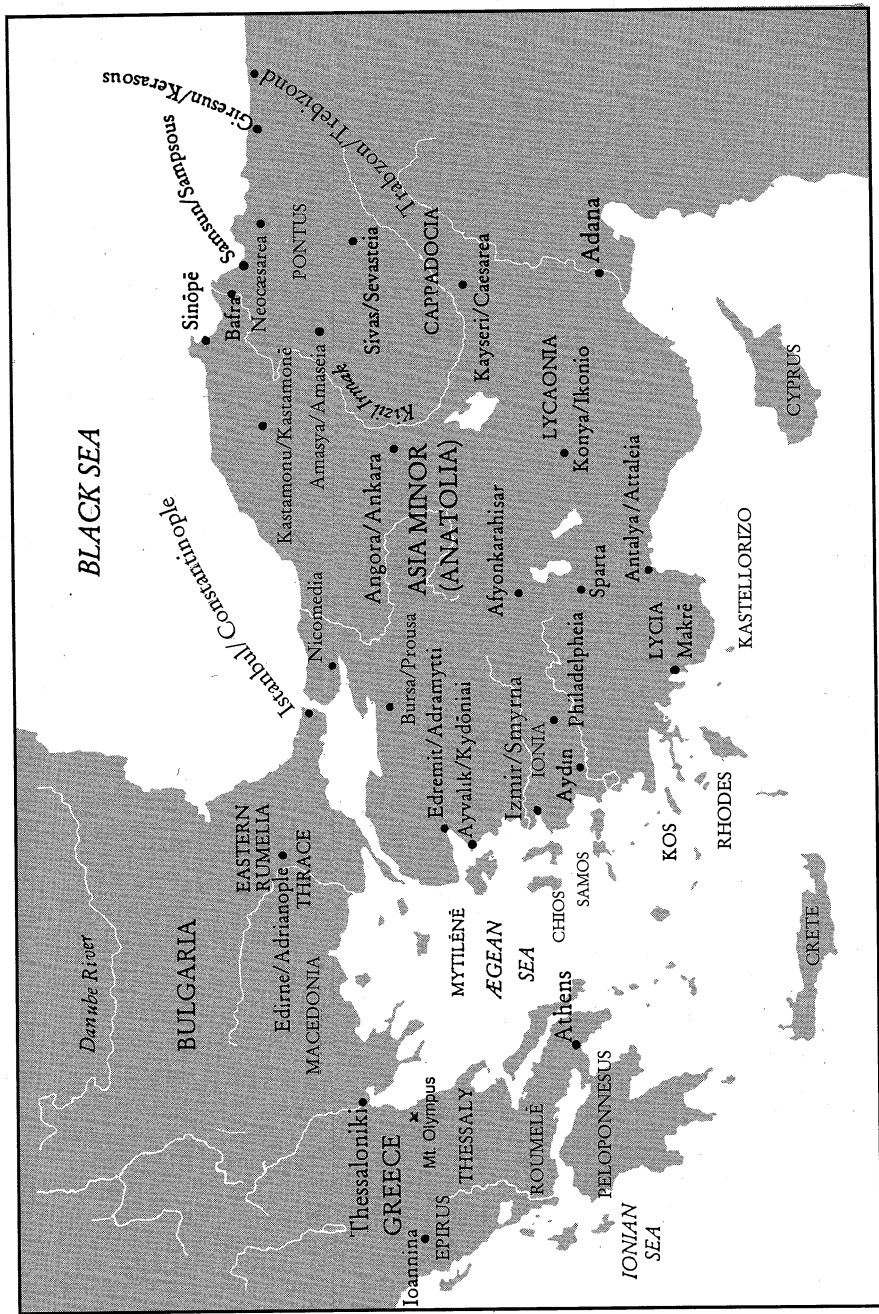 BLACK SEA
Istanbul/Constantinople
Sinōpē
Samsun/Sampsous
Giresun/Kerasous
Trabzon/Trebizond
Bafra
Neocæsarea
PONTUS
Kastamonu/Kastamonē
Amasya/Amaseia
Sivas/Sevasteia
Kizil Irmak
CAPPADOCIA
Kayseri/Caesarea
Nicomedia
Angora/Ankara
ASIA MINOR
(ANATOLIA)
Bursa/Prousa
Edremit/Adramytti
Ayvalık/Kydōniai
Afyonkarahisar
LYCAONIA
Konya/Ikonio
Adana
Izmir/Smyrna
IONIA
Philadelpheia
Aydın
Sparta
Antalya/Attaleia
LYCIA
Makrē
KASTELLORIZO
CYPRUS
Danube River
BULGARIA
EASTERN
RUMELIA
Edirne/Adrianople
THRACE
MACEDONIA
Thessaloniki
GREECE
Mt. Olympus
Ioannina
EPIRUS
THESSALY
MYTILĒNĒ
ÆGEAN
SEA
CHIOS
SAMOS
KOS
RHODES
ROUMELĒ
Athens
PELOPONNESUS
IONIAN
SEA
CRETE